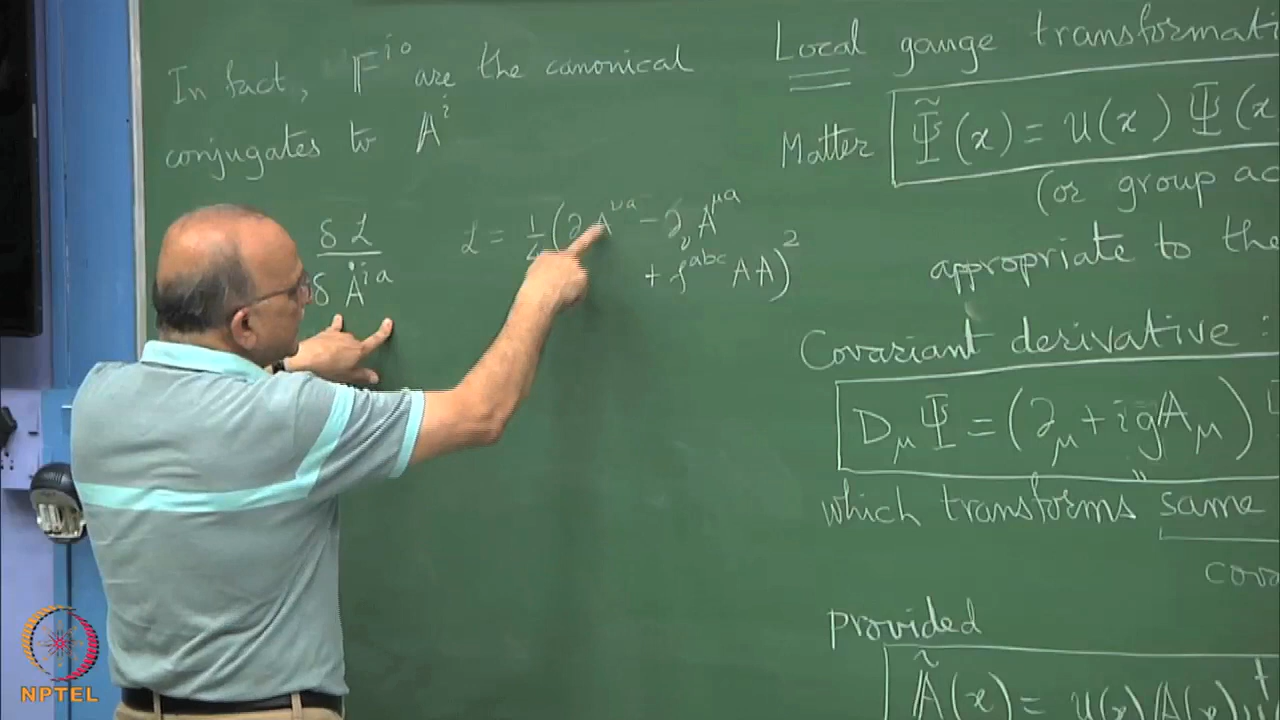 In fact, 𝔽^{i0} are the canonical
conjugates to 𝔸^i
δ ℒ
δ Ȧ^{ia}
ℒ = 1/4 (∂ A^{νa} − ∂_ν A^{μa}
+ f^{abc} A A)^2
Local gauge transformati
Matter Ψ̃(x) = U(x) Ψ(x
(or group ac
appropriate to the
Covariant derivative :
D_μ Ψ = (∂_μ + ig𝔸_μ)
which transforms same
cova
provided
𝔸̃(x) = U(x) 𝔸(x) U^†
NPTEL